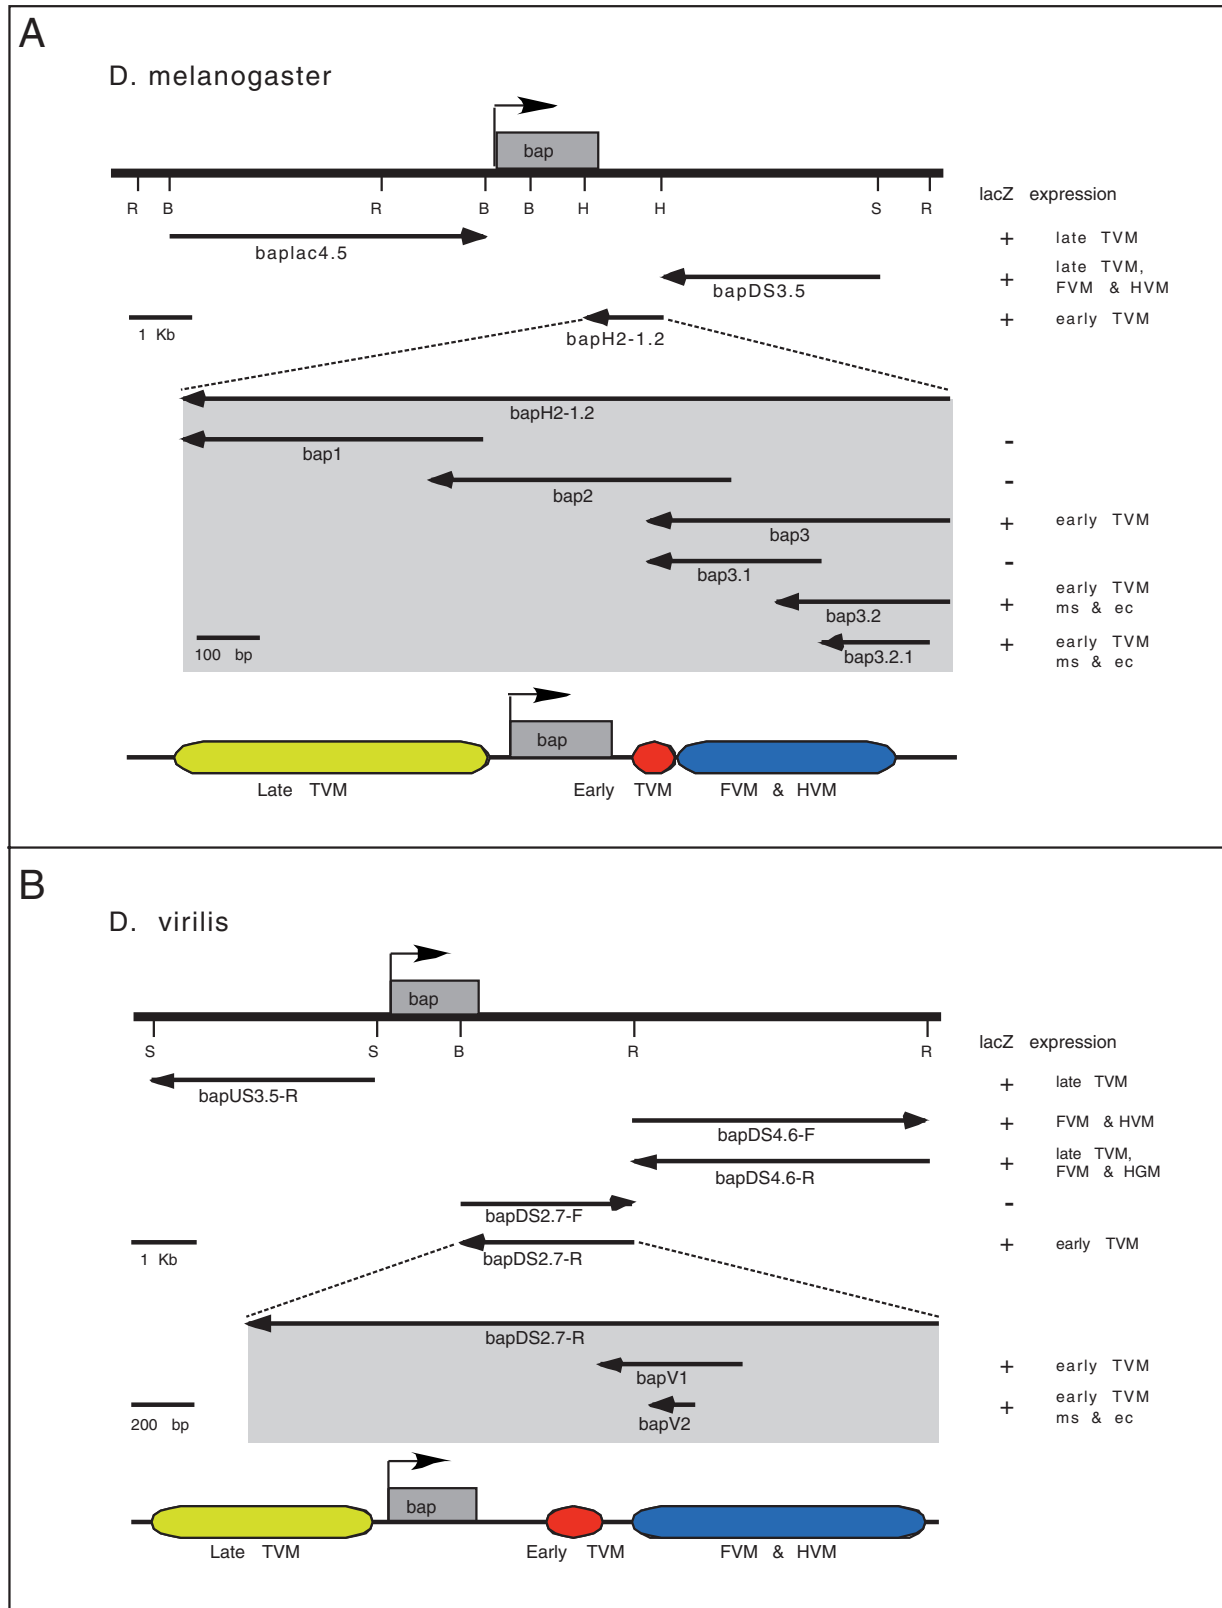 A
D. melanogaster
bap
R B R B B H H S R
lacZ expression
baplac4.5
+ late TVM
bapDS3.5
+ late TVM,
FVM & HVM
1 Kb
bapH2-1.2
+ early TVM
bapH2-1.2
bap1
-
bap2
-
bap3
+ early TVM
bap3.1
-
bap3.2
+ early TVM
ms & ec
100 bp
bap3.2.1
+ early TVM
ms & ec
bap
Late TVM Early TVM FVM & HVM
B
D. virilis
bap
S S B R R
lacZ expression
bapUS3.5-R
+ late TVM
bapDS4.6-F
+ FVM & HVM
bapDS4.6-R
+ late TVM,
FVM & HGM
bapDS2.7-F
-
1 Kb
bapDS2.7-R
+ early TVM
bapDS2.7-R
bapV1
+ early TVM
200 bp
bapV2
+ early TVM
ms & ec
bap
Late TVM Early TVM FVM & HVM